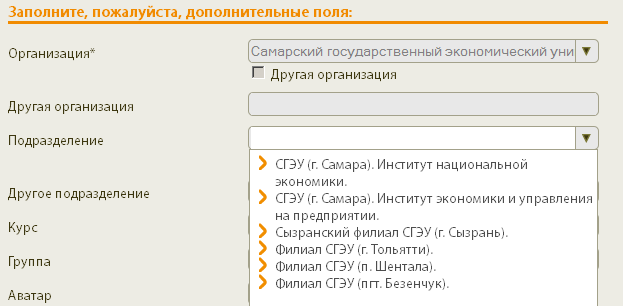 Заполните, пожалуйста, дополнительные поля:
Организация*
Самарский государственный экономический уни
Другая организация
Другая организация
Подразделение
СГЭУ (г. Самара). Институт национальной
экономики.
СГЭУ (г. Самара). Институт экономики и управления
на предприятии.
Сызранский филиал СГЭУ (г. Сызрань).
Филиал СГЭУ (г. Тольятти).
Филиал СГЭУ (п. Шентала).
Филиал СГЭУ (пгт. Безенчук).
Другое подразделение
Курс
Группа
Аватар